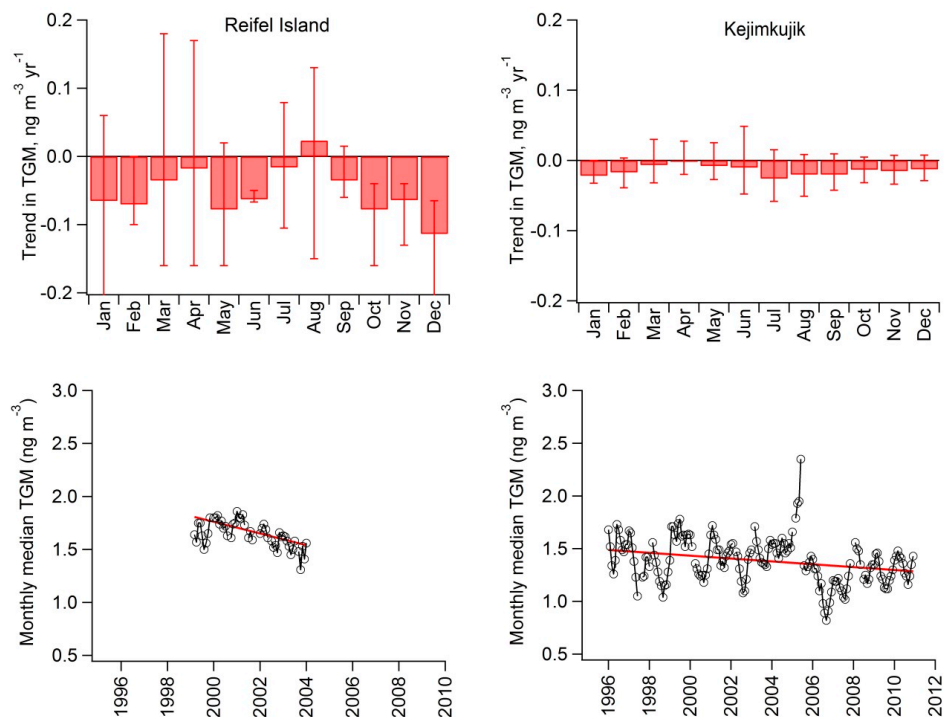 Reifel Island
Trend in TGM, ng m⁻³ yr⁻¹
0.2
0.1
0.0
-0.1
-0.2
Jan Feb Mar Apr May Jun Jul Aug Sep Oct Nov Dec
Kejimkujik
Trend in TGM, ng m⁻³ yr⁻¹
0.2
0.1
0.0
-0.1
-0.2
Jan Feb Mar Apr May Jun Jul Aug Sep Oct Nov Dec
Monthly median TGM (ng m⁻³)
3.0
2.5
2.0
1.5
1.0
0.5
1996 1998 2000 2002 2004 2006 2008 2010
Monthly median TGM (ng m⁻³)
3.0
2.5
2.0
1.5
1.0
0.5
1996 1998 2000 2002 2004 2006 2008 2010 2012